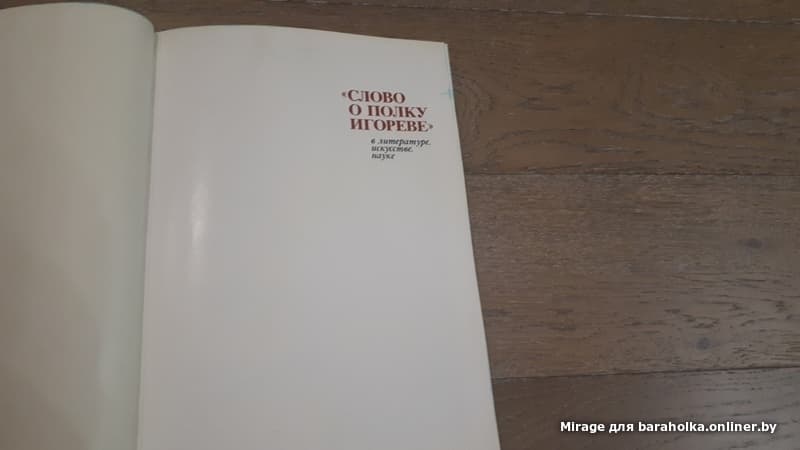 «СЛОВО
О ПОЛКУ
ИГОРЕВЕ»
в литературе,
искусстве,
науке
Mirage для baraholka.onliner.by